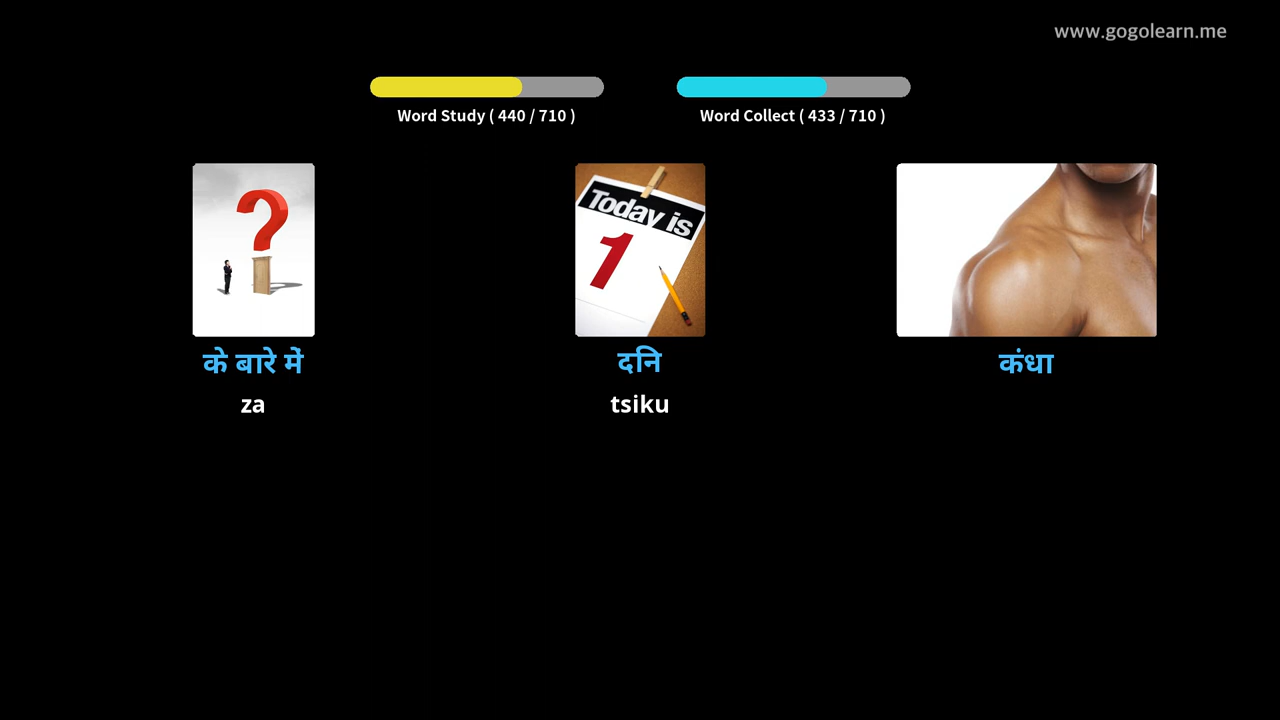 www.gogolearn.me
Word Study ( 440 / 710 )
Word Collect ( 433 / 710 )
Today is
1
के बारे में
दनि
कंधा
za
tsiku